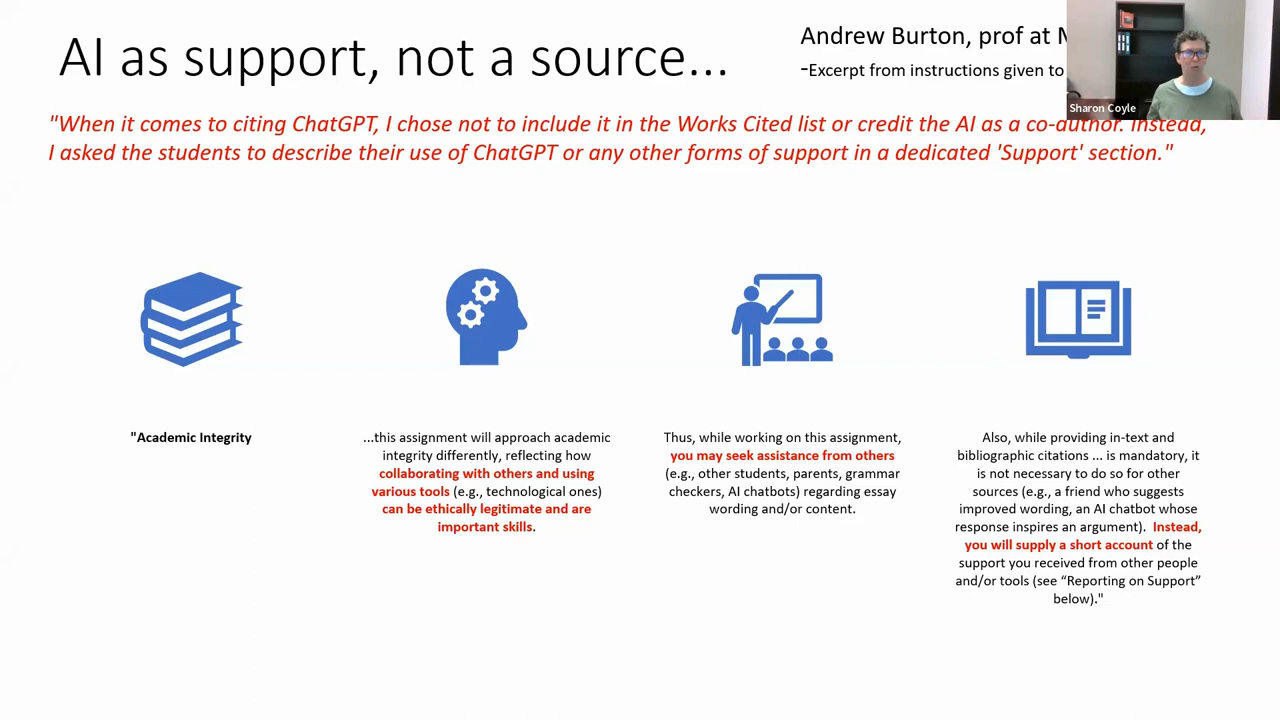 AI as support, not a source...
Andrew Burton, prof at
-Excerpt from instructions given to
Sharon Coyle
"When it comes to citing ChatGPT, I chose not to include it in the Works Cited list or credit the AI as a co-author. Instead,
I asked the students to describe their use of ChatGPT or any other forms of support in a dedicated 'Support' section."
"Academic Integrity
...this assignment will approach academic
integrity differently, reflecting how
collaborating with others and using
various tools (e.g., technological ones)
can be ethically legitimate and are
important skills.
Thus, while working on this assignment,
you may seek assistance from others
(e.g., other students, parents, grammar
checkers, AI chatbots) regarding essay
wording and/or content.
Also, while providing in-text and
bibliographic citations ... is mandatory, it
is not necessary to do so for other
sources (e.g., a friend who suggests
improved wording, an AI chatbot whose
response inspires an argument). Instead,
you will supply a short account of the
support you received from other people
and/or tools (see “Reporting on Support”
below)."